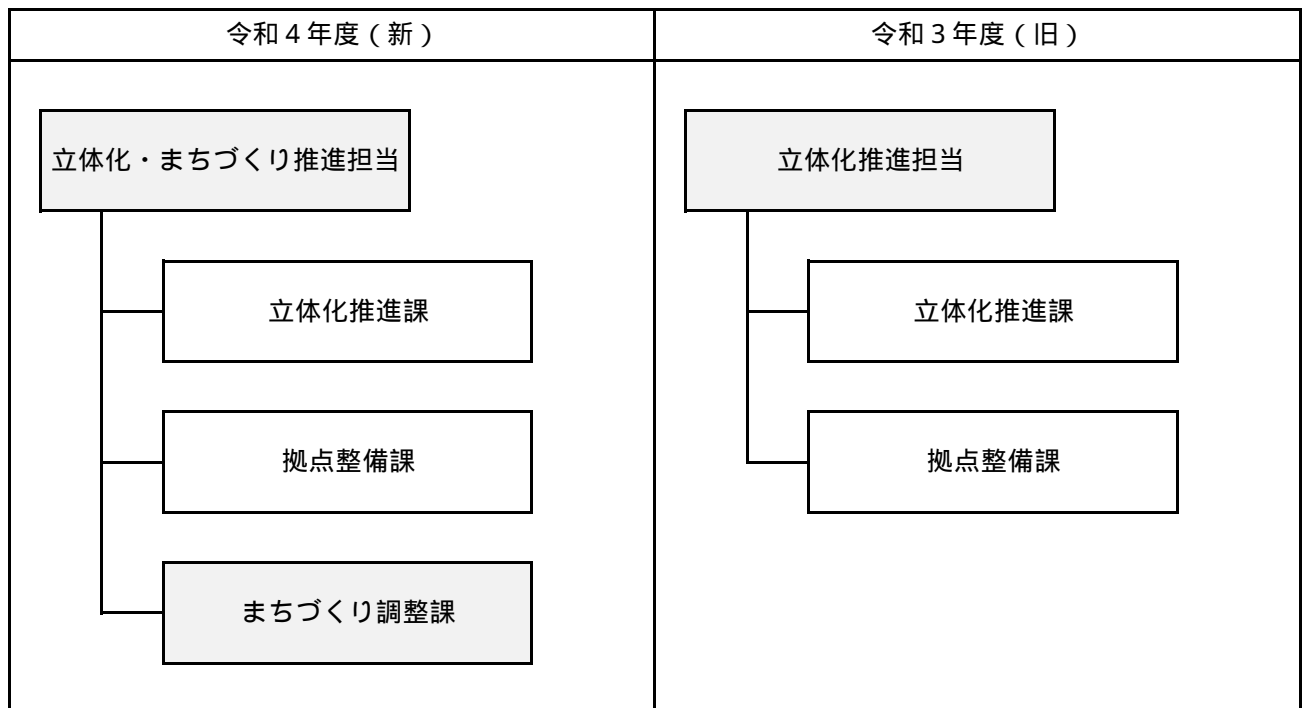 令和４年度（新）
令和３年度（旧）
立体化・まちづくり推進担当
立体化推進課
拠点整備課
まちづくり調整課
立体化推進担当
立体化推進課
拠点整備課